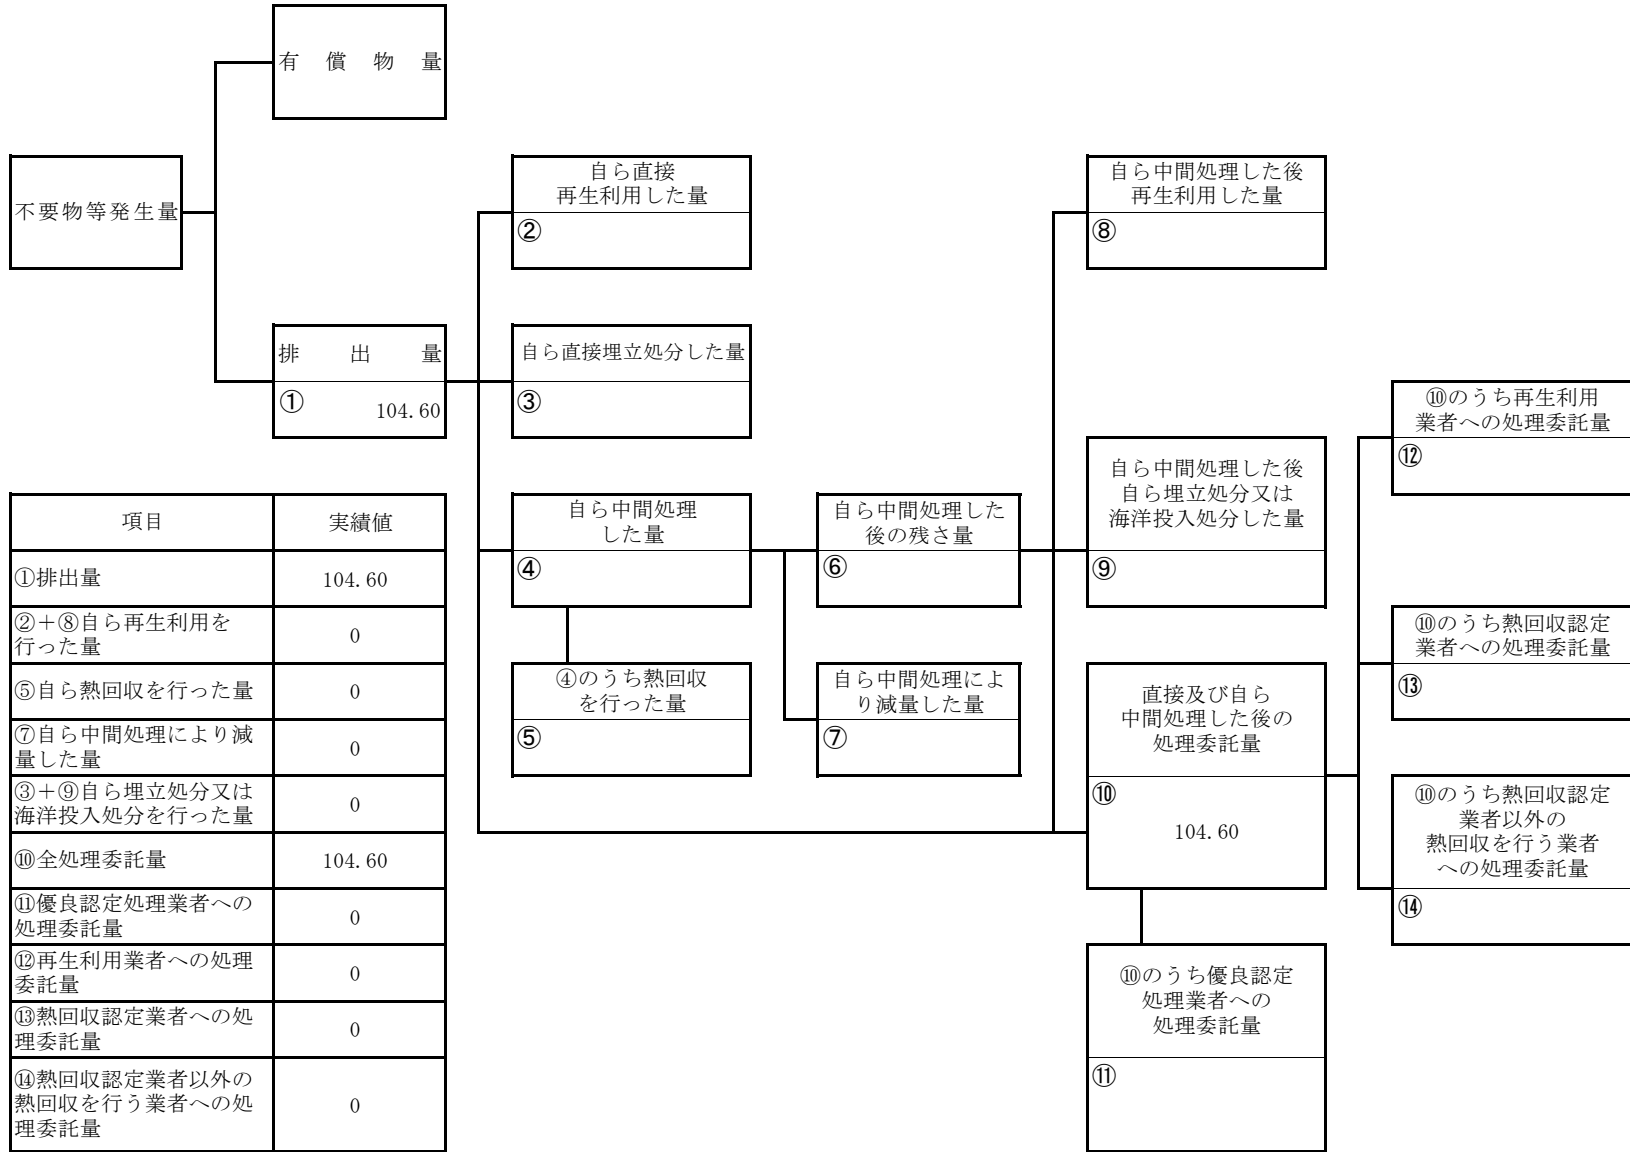 有償物量
不要物等発生量
排出量
①
104.60
自ら直接
再生利用した量
②
自ら直接埋立処分した量
③
自ら中間処理
した量
④
④のうち熱回収
を行った量
⑤
自ら中間処理した
後の残さ量
⑥
自ら中間処理によ
り減量した量
⑦
自ら中間処理した後
再生利用した量
⑧
自ら中間処理した後
自ら埋立処分又は
海洋投入処分した量
⑨
直接及び自ら
中間処理した後の
処理委託量
⑩
104.60
⑩のうち優良認定
処理業者への
処理委託量
⑪
⑩のうち再生利用
業者への処理委託量
⑫
⑩のうち熱回収認定
業者への処理委託量
⑬
⑩のうち熱回収認定
業者以外の
熱回収を行う業者
への処理委託量
⑭
項目 実績値
①排出量 104.60
②+⑧自ら再生利用を
行った量 0
⑤自ら熱回収を行った量 0
⑦自ら中間処理により減
量した量 0
③+⑨自ら埋立処分又は
海洋投入処分を行った量 0
⑩全処理委託量 104.60
⑪優良認定処理業者への
処理委託量 0
⑫再生利用業者への処理
委託量 0
⑬熱回収認定業者への処
理委託量 0
⑭熱回収認定業者以外の
熱回収を行う業者への処
理委託量 0